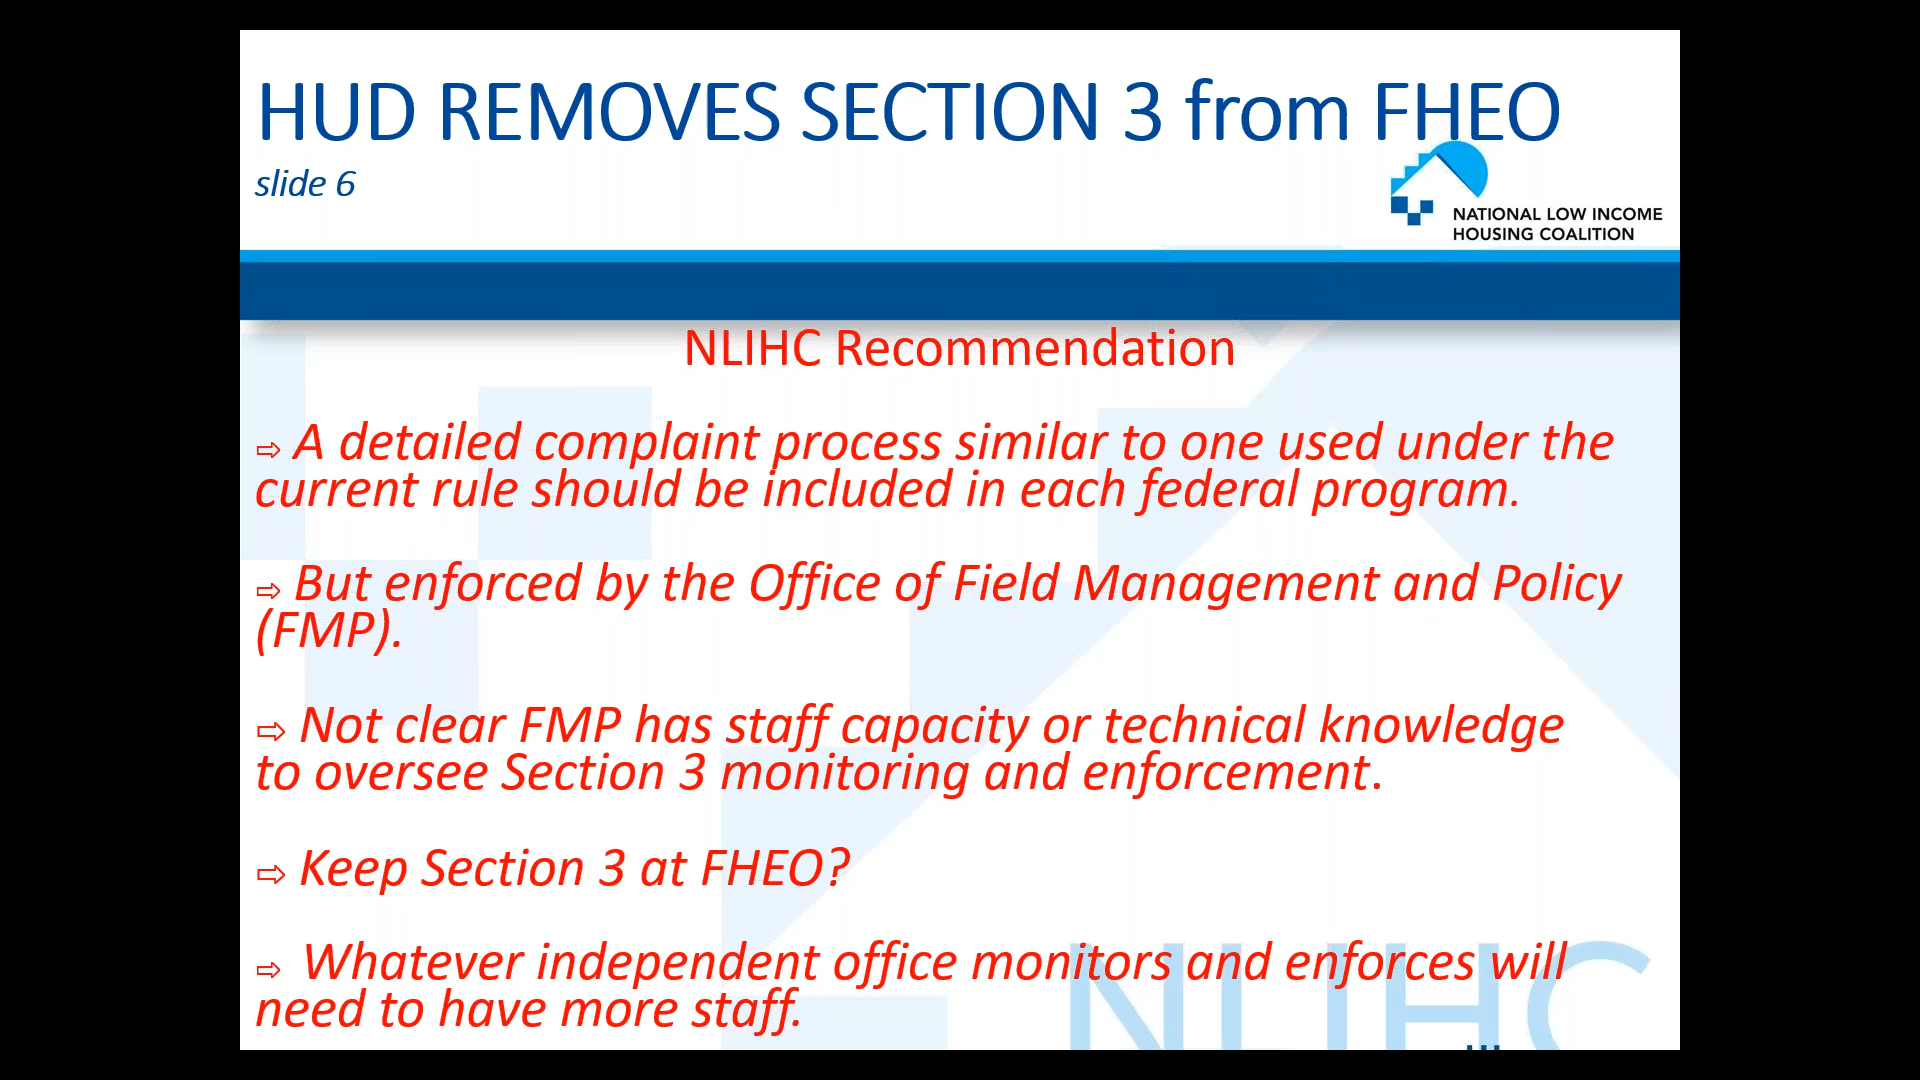 HUD REMOVES SECTION 3 from FHEO
slide 6
NATIONAL LOW INCOME
HOUSING COALITION
NLIHC Recommendation
⇨ A detailed complaint process similar to one used under the
current rule should be included in each federal program.
⇨ But enforced by the Office of Field Management and Policy
(FMP).
⇨ Not clear FMP has staff capacity or technical knowledge
to oversee Section 3 monitoring and enforcement.
⇨ Keep Section 3 at FHEO?
⇨ Whatever independent office monitors and enforces will
need to have more staff.
NLIHC